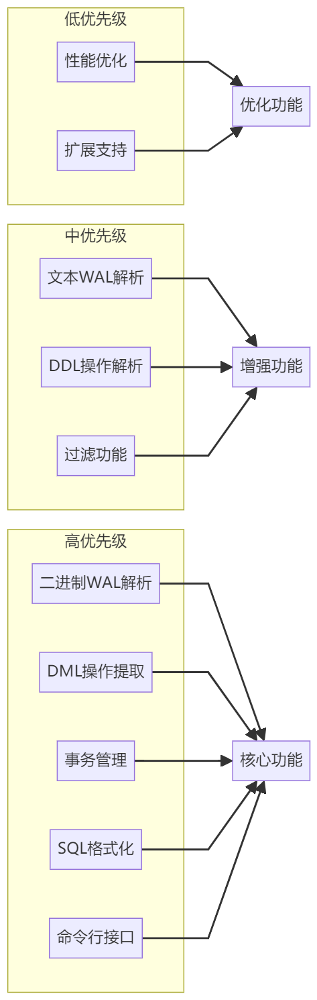 低优先级
性能优化
优化功能
扩展支持
中优先级
文本WAL解析
DDL操作解析
增强功能
过滤功能
高优先级
二进制WAL解析
DML操作提取
事务管理
核心功能
SQL格式化
命令行接口